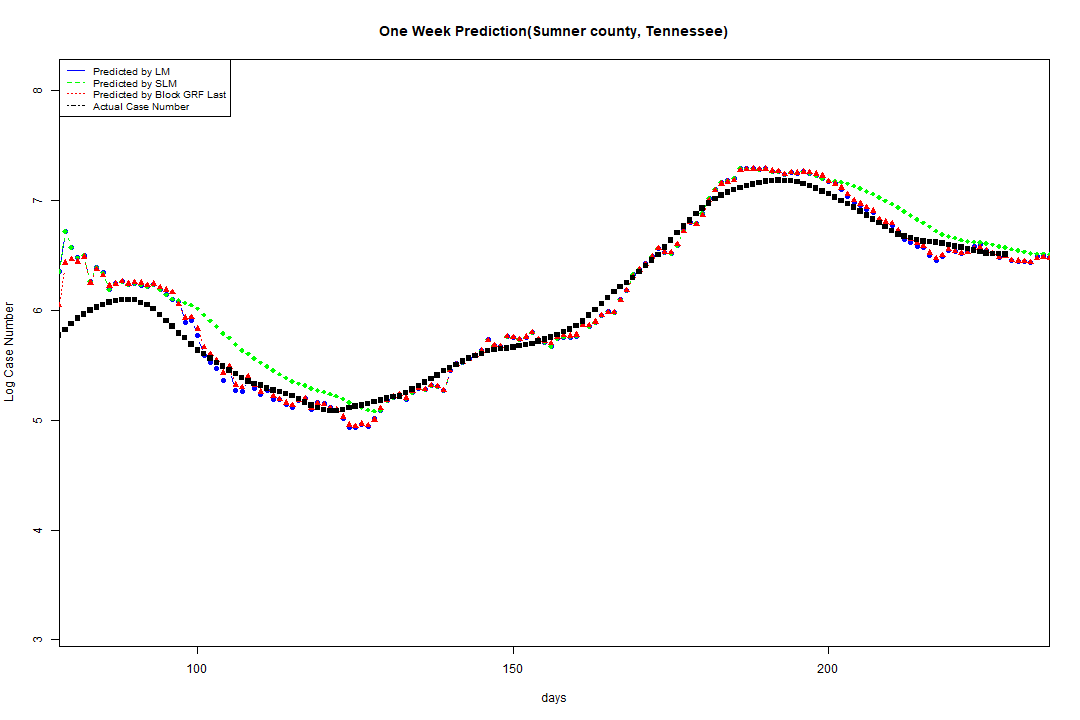 One Week Prediction(Sumner county, Tennessee)
Predicted by LM
Predicted by SLM
Predicted by Block GRF Last
Actual Case Number
8
7
6
5
4
3
Log Case Number
100 150 200
days